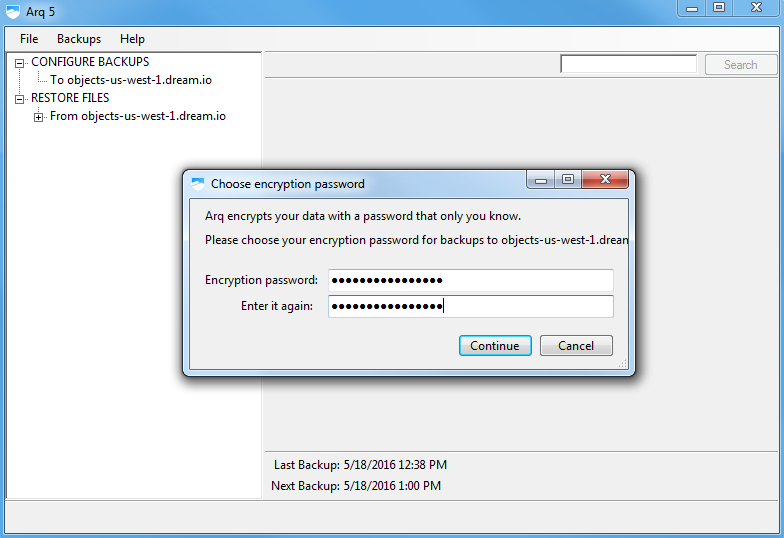 Arq 5
File Backups Help
CONFIGURE BACKUPS
To objects-us-west-1.dream.io
RESTORE FILES
From objects-us-west-1.dream.io
Search
Choose encryption password
Arq encrypts your data with a password that only you know.
Please choose your encryption password for backups to objects-us-west-1.dream
Encryption password: ●●●●●●●●●●●●●●●●
Enter it again: ●●●●●●●●●●●●●●●●
Continue Cancel
Last Backup: 5/18/2016 12:38 PM
Next Backup: 5/18/2016 1:00 PM